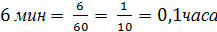 6 мин = 6/60 = 1/10 = 0,1часа